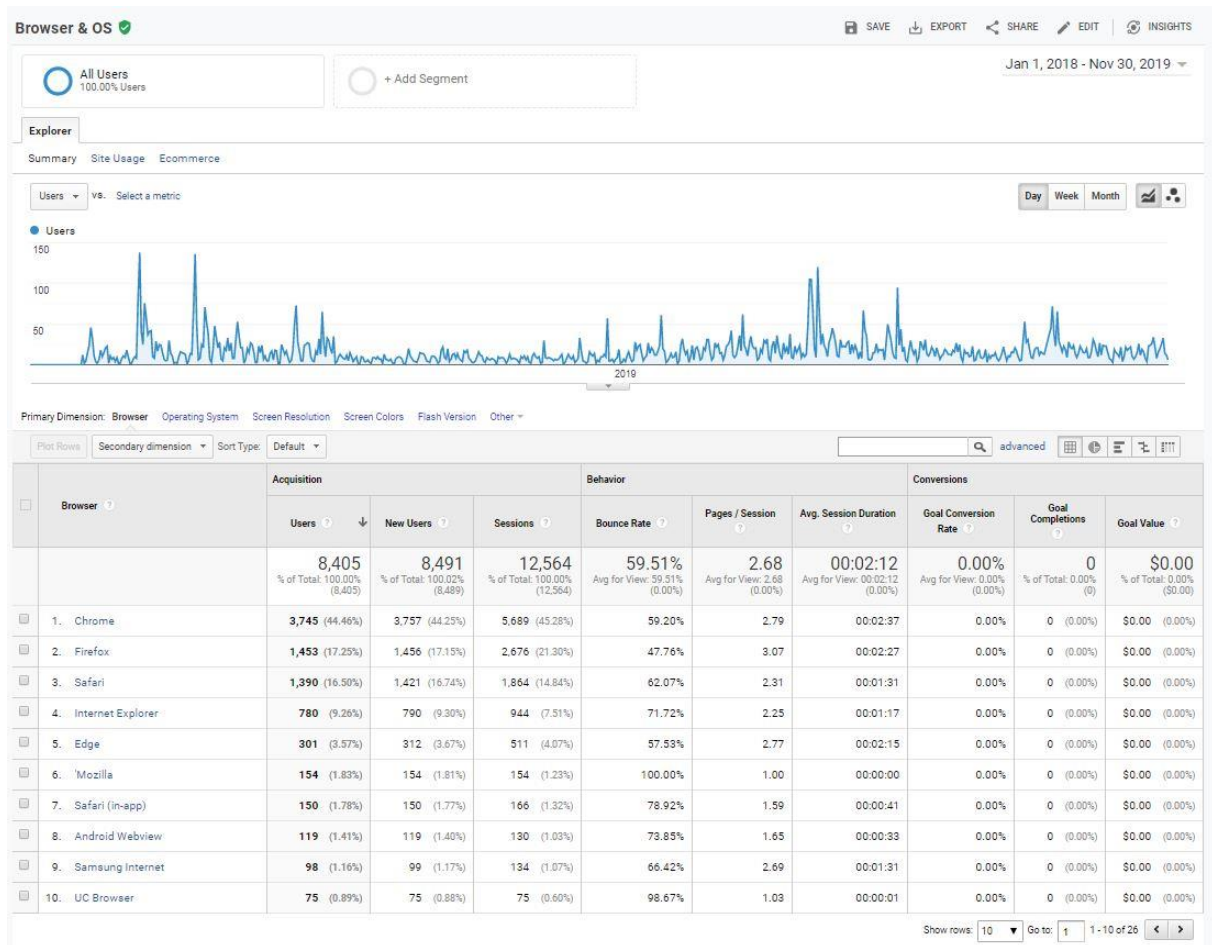 Browser & OS
SAVE EXPORT SHARE EDIT INSIGHTS
All Users
100.00% Users
+ Add Segment
Jan 1, 2018 - Nov 30, 2019
Explorer
Summary Site Usage Ecommerce
Users VS. Select a metric
Day Week Month
Users
150
100
50
2019
Primary Dimension: Browser Operating System Screen Resolution Screen Colors Flash Version Other
Plot Rows Secondary dimension Sort Type: Default advanced
Acquisition Behavior Conversions
Browser ? Users ? New Users ? Sessions ? Bounce Rate ? Pages / Session ? Avg. Session Duration ? Goal Conversion Rate ? Goal Completions ? Goal Value ?
8,405 8,491 12,564 59.51% 2.68 00:02:12 0.00% 0 $0.00
% of Total: 100.00% % of Total: 100.02% % of Total: 100.00% Avg for View: 59.51% Avg for View: 2.68 Avg for View: 00:02:12 Avg for View: 0.00% % of Total: 0.00% % of Total: 0.00%
(8,405) (8,489) (12,564) (0.00%) (0.00%) (0.00%) (0.00%) (0) ($0.00)
1. Chrome 3,745 (44.46%) 3,757 (44.25%) 5,689 (45.28%) 59.20% 2.79 00:02:37 0.00% 0 (0.00%) $0.00 (0.00%)
2. Firefox 1,453 (17.25%) 1,456 (17.15%) 2,676 (21.30%) 47.76% 3.07 00:02:27 0.00% 0 (0.00%) $0.00 (0.00%)
3. Safari 1,390 (16.50%) 1,421 (16.74%) 1,864 (14.84%) 62.07% 2.31 00:01:31 0.00% 0 (0.00%) $0.00 (0.00%)
4. Internet Explorer 780 (9.26%) 790 (9.30%) 944 (7.51%) 71.72% 2.25 00:01:17 0.00% 0 (0.00%) $0.00 (0.00%)
5. Edge 301 (3.57%) 312 (3.67%) 511 (4.07%) 57.53% 2.77 00:02:15 0.00% 0 (0.00%) $0.00 (0.00%)
6. 'Mozilla 154 (1.83%) 154 (1.81%) 154 (1.23%) 100.00% 1.00 00:00:00 0.00% 0 (0.00%) $0.00 (0.00%)
7. Safari (in-app) 150 (1.78%) 150 (1.77%) 166 (1.32%) 78.92% 1.59 00:00:41 0.00% 0 (0.00%) $0.00 (0.00%)
8. Android Webview 119 (1.41%) 119 (1.40%) 130 (1.03%) 73.85% 1.65 00:00:33 0.00% 0 (0.00%) $0.00 (0.00%)
9. Samsung Internet 98 (1.16%) 99 (1.17%) 134 (1.07%) 66.42% 2.69 00:01:31 0.00% 0 (0.00%) $0.00 (0.00%)
10. UC Browser 75 (0.89%) 75 (0.88%) 75 (0.60%) 98.67% 1.03 00:00:01 0.00% 0 (0.00%) $0.00 (0.00%)
Show rows: 10 Go to: 1 1 - 10 of 26